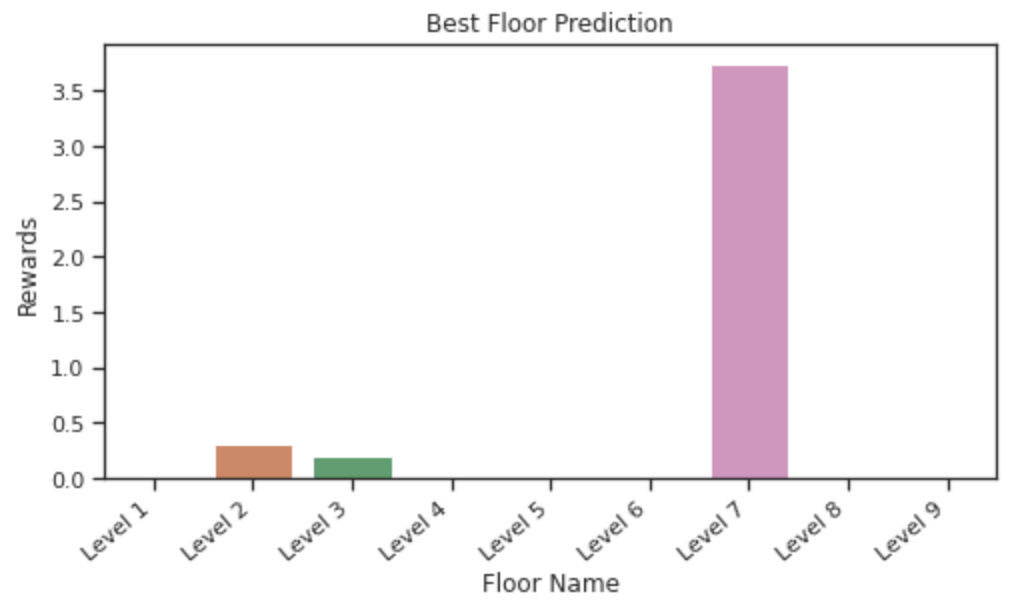 Best Floor Prediction
Rewards
3.5
3.0
2.5
2.0
1.5
1.0
0.5
0.0
Level 1
Level 2
Level 3
Level 4
Level 5
Level 6
Level 7
Level 8
Level 9
Floor Name